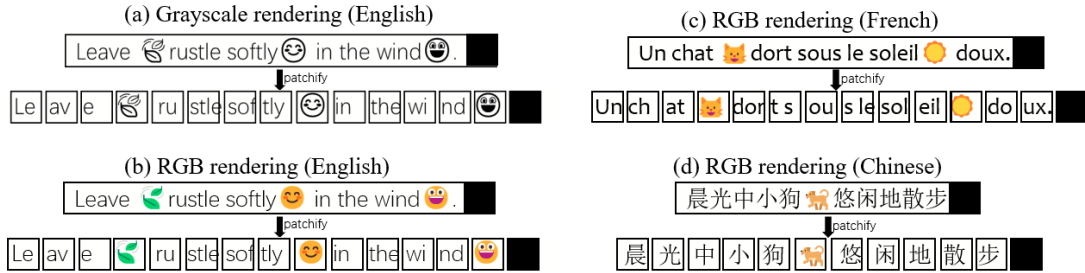 (a) Grayscale rendering (English)
Leave 🍃 rustle softly 😊 in the wind 😃.
patchify
Le av e 🍃 ru stle sof tly 😊 in the wi nd 😃
(b) RGB rendering (English)
Leave 🍃 rustle softly 😊 in the wind 😃.
patchify
Le av e 🍃 ru stle sof tly 😊 in the wi nd 😃
(c) RGB rendering (French)
Un chat 🐱 dort sous le soleil ☀️ doux.
patchify
Un ch at 🐱 dor t s ou s le sol eil ☀️ do ux.
(d) RGB rendering (Chinese)
晨光中小狗🐕悠闲地散步
patchify
晨 光 中 小 狗 🐕 悠 闲 地 散 步